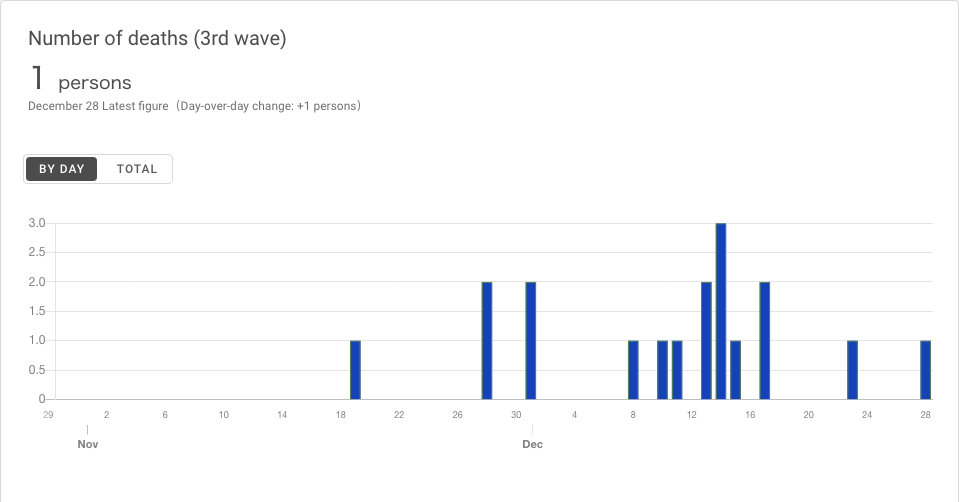 Number of deaths (3rd wave)
1 persons
December 28 Latest figure (Day-over-day change: +1 persons)
BY DAY TOTAL
3.0
2.5
2.0
1.5
1.0
0.5
0
29 2 6 10 14 18 22 26 30 4 8 12 16 20 24 28
Nov Dec